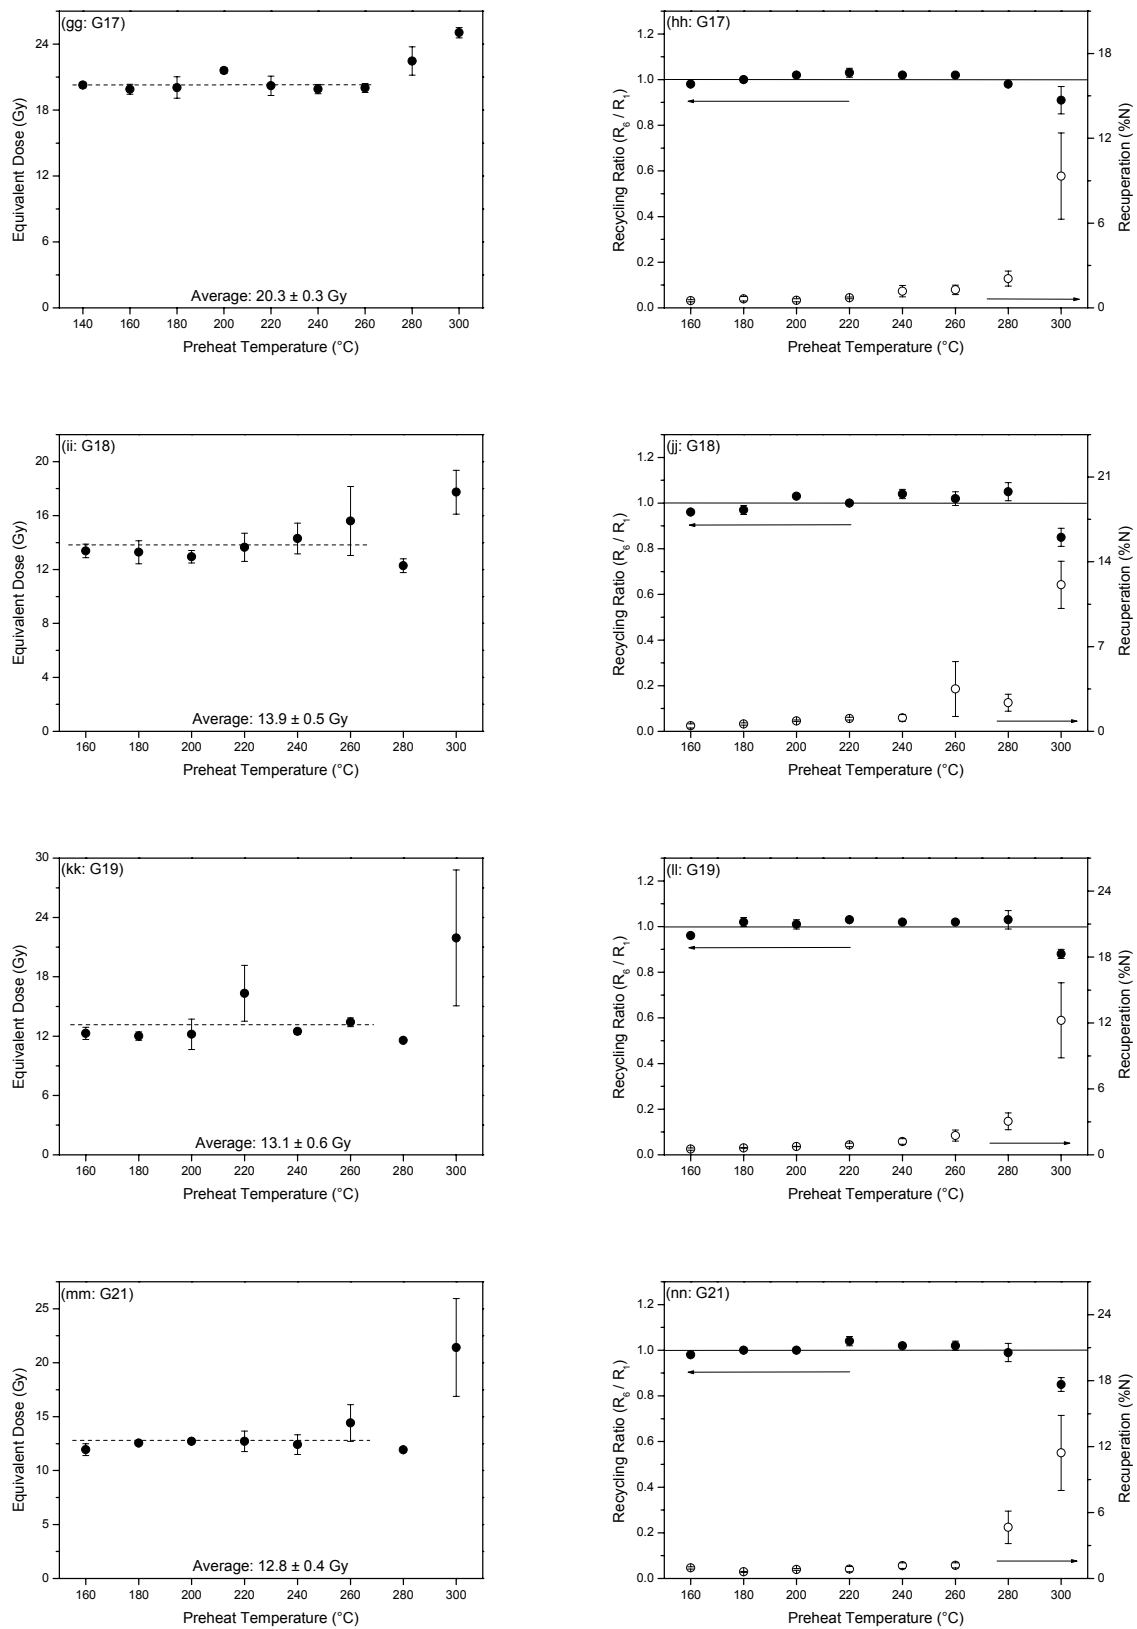 (gg: G17)
24
18
12
6
0
Equivalent Dose (Gy)
Average: 20.3 ± 0.3 Gy
140 160 180 200 220 240 260 280 300
Preheat Temperature (°C)
(hh: G17)
1.2
1.0
0.8
0.6
0.4
0.2
0.0
Recycling Ratio (R6 / R1)
18
12
6
0
Recuperation (%N)
160 180 200 220 240 260 280 300
Preheat Temperature (°C)
(ii: G18)
20
16
12
8
4
0
Equivalent Dose (Gy)
Average: 13.9 ± 0.5 Gy
160 180 200 220 240 260 280 300
Preheat Temperature (°C)
(jj: G18)
1.2
1.0
0.8
0.6
0.4
0.2
0.0
Recycling Ratio (R6 / R1)
21
14
7
0
Recuperation (%N)
160 180 200 220 240 260 280 300
Preheat Temperature (°C)
(kk: G19)
30
24
18
12
6
0
Equivalent Dose (Gy)
Average: 13.1 ± 0.6 Gy
160 180 200 220 240 260 280 300
Preheat Temperature (°C)
(ll: G19)
1.2
1.0
0.8
0.6
0.4
0.2
0.0
Recycling Ratio (R6 / R1)
24
18
12
6
0
Recuperation (%N)
160 180 200 220 240 260 280 300
Preheat Temperature (°C)
(mm: G21)
25
20
15
10
5
0
Equivalent Dose (Gy)
Average: 12.8 ± 0.4 Gy
160 180 200 220 240 260 280 300
Preheat Temperature (°C)
(nn: G21)
1.2
1.0
0.8
0.6
0.4
0.2
0.0
Recycling Ratio (R6 / R1)
24
18
12
6
0
Recuperation (%N)
160 180 200 220 240 260 280 300
Preheat Temperature (°C)